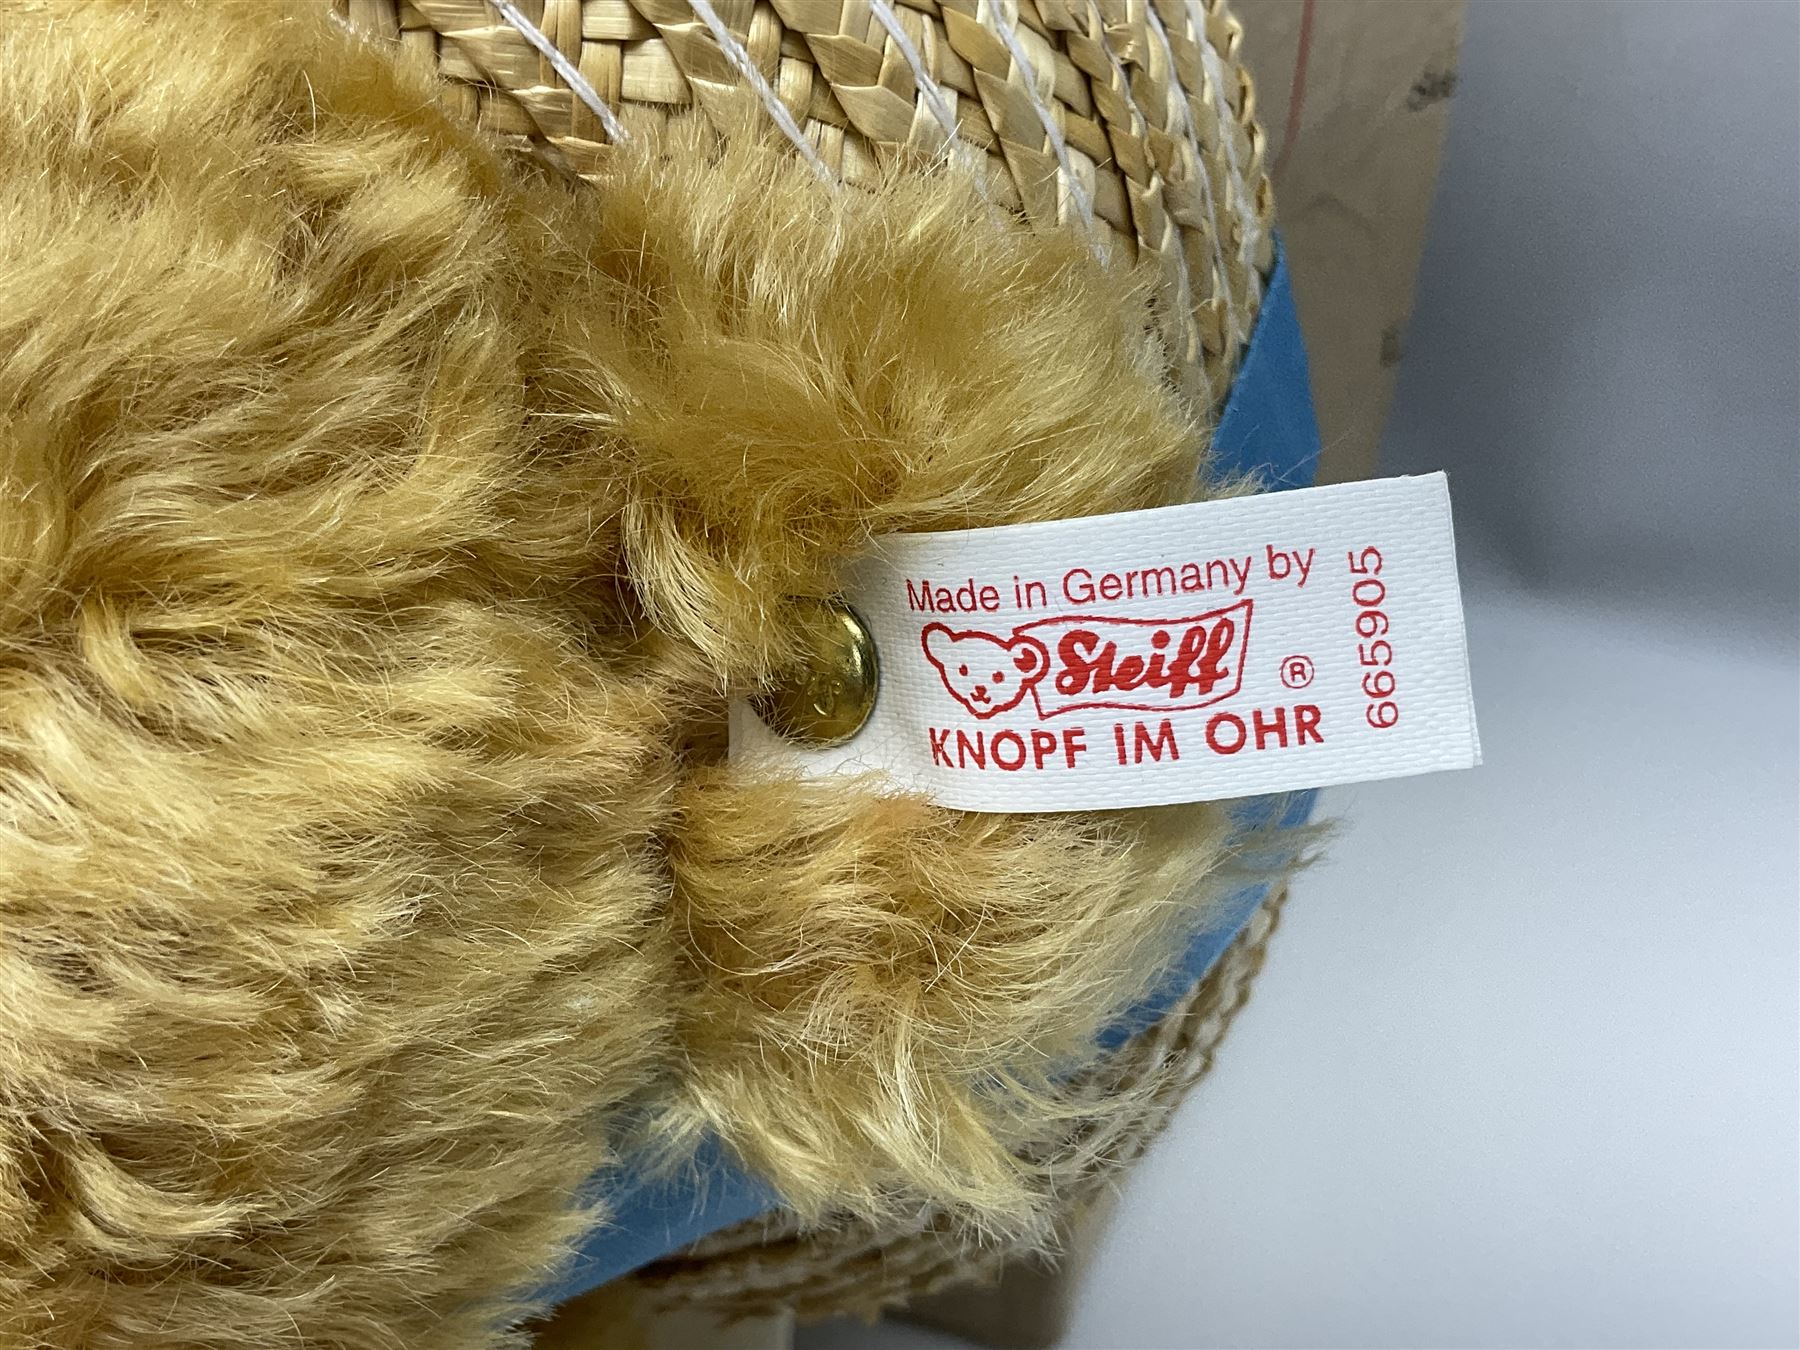 Made in Germany by
Steiff ®
KNOPF IM OHR
665905